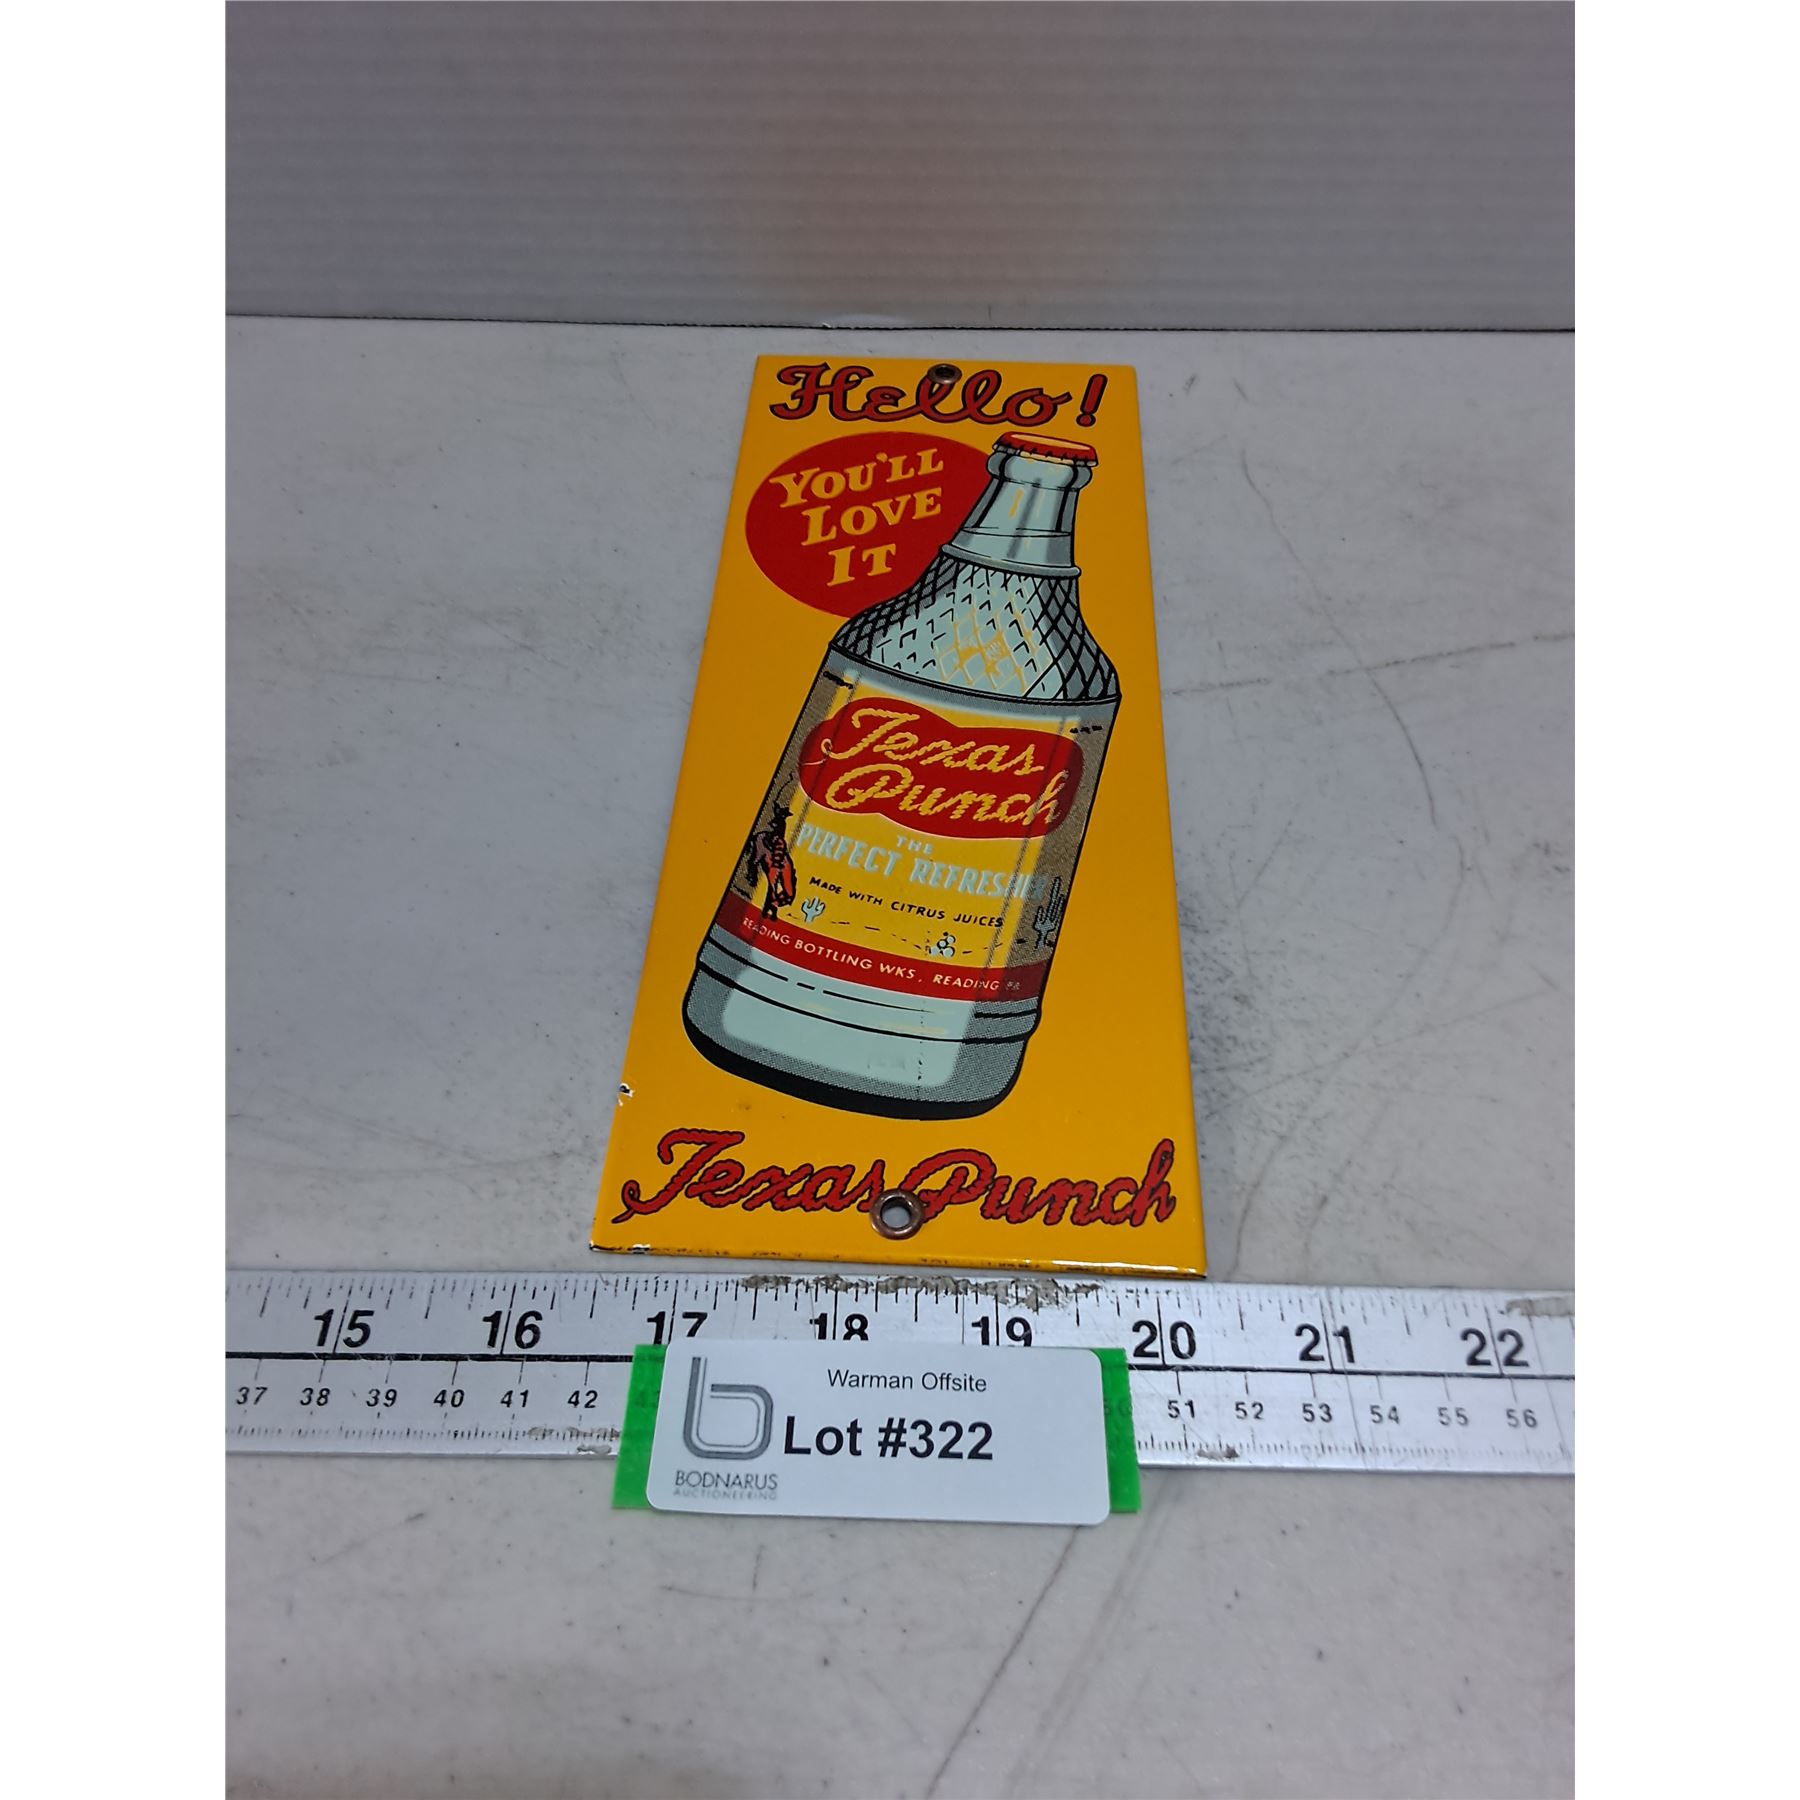 Hello!
YOU'LL
LOVE
IT
Texas
Punch
THE
PERFECT REFRESHER
MADE WITH CITRUS JUICES
READING BOTTLING WKS, READING PA
Texas Punch
15 16 17 18 19 20 21 22
37 38 39 40 41 42 51 52 53 54 55 56
Warman Offsite
Lot #322
BODNARUS
AUCTIONEERING